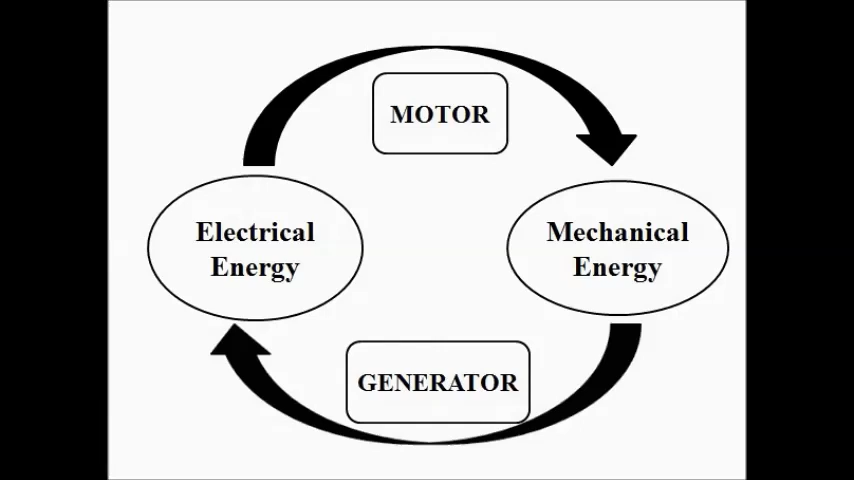 MOTOR
Electrical
Energy
Mechanical
Energy
GENERATOR